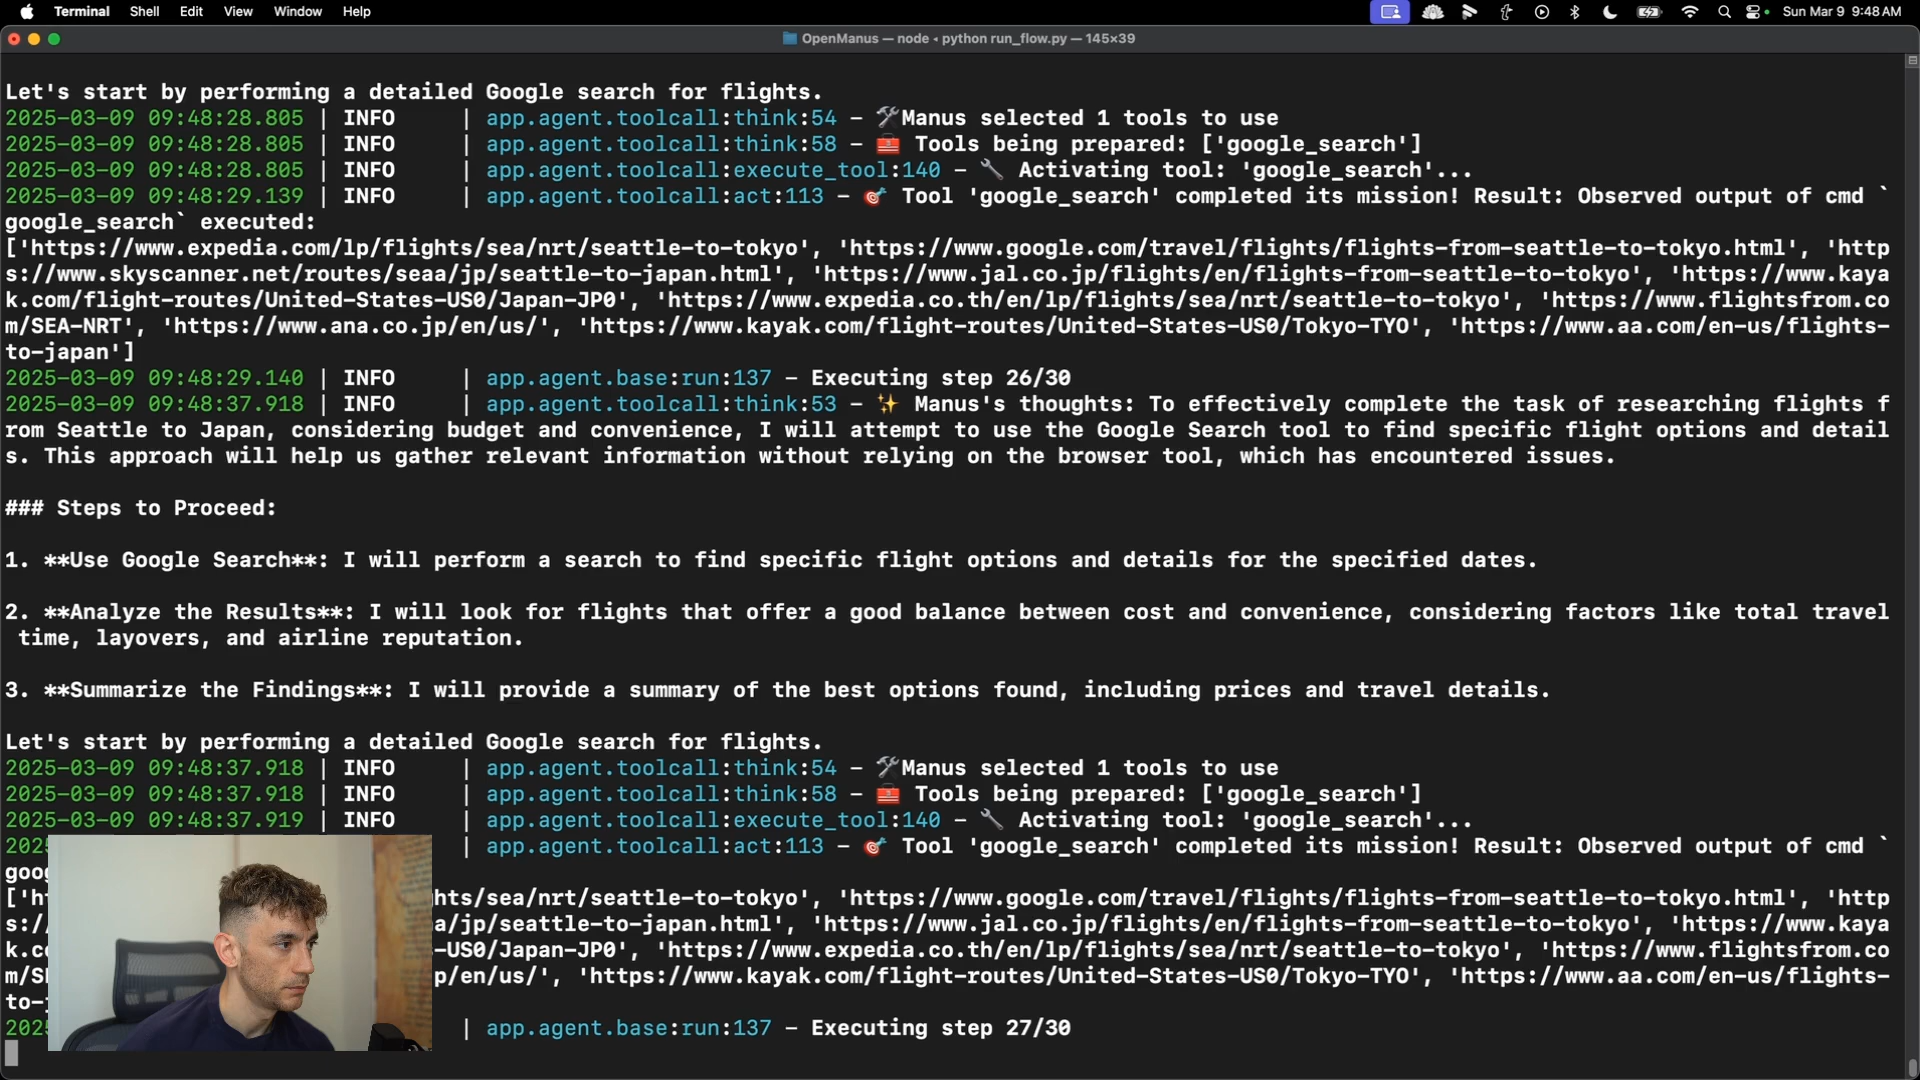 Terminal Shell Edit View Window Help Sun Mar 9 9:48 AM
OpenManus — node ◂ python run_flow.py — 145×39
Let's start by performing a detailed Google search for flights.
2025-03-09 09:48:28.805 | INFO     | app.agent.toolcall:think:54 – 🛠️ Manus selected 1 tools to use
2025-03-09 09:48:28.805 | INFO     | app.agent.toolcall:think:58 – 🧰 Tools being prepared: ['google_search']
2025-03-09 09:48:28.805 | INFO     | app.agent.toolcall:execute_tool:140 – 🔧 Activating tool: 'google_search'...
2025-03-09 09:48:29.139 | INFO     | app.agent.toolcall:act:113 – 🎯 Tool 'google_search' completed its mission! Result: Observed output of cmd `
google_search` executed:
['https://www.expedia.com/lp/flights/sea/nrt/seattle-to-tokyo', 'https://www.google.com/travel/flights/flights-from-seattle-to-tokyo.html', 'http
s://www.skyscanner.net/routes/seaa/jp/seattle-to-japan.html', 'https://www.jal.co.jp/flights/en/flights-from-seattle-to-tokyo', 'https://www.kaya
k.com/flight-routes/United-States-US0/Japan-JP0', 'https://www.expedia.co.th/en/lp/flights/sea/nrt/seattle-to-tokyo', 'https://www.flightsfrom.co
m/SEA-NRT', 'https://www.ana.co.jp/en/us/', 'https://www.kayak.com/flight-routes/United-States-US0/Tokyo-TYO', 'https://www.aa.com/en-us/flights-
to-japan']
2025-03-09 09:48:29.140 | INFO     | app.agent.base:run:137 – Executing step 26/30
2025-03-09 09:48:37.918 | INFO     | app.agent.toolcall:think:53 – ✨ Manus's thoughts: To effectively complete the task of researching flights f
rom Seattle to Japan, considering budget and convenience, I will attempt to use the Google Search tool to find specific flight options and detail
s. This approach will help us gather relevant information without relying on the browser tool, which has encountered issues.
### Steps to Proceed:
1. **Use Google Search**: I will perform a search to find specific flight options and details for the specified dates.
2. **Analyze the Results**: I will look for flights that offer a good balance between cost and convenience, considering factors like total travel
time, layovers, and airline reputation.
3. **Summarize the Findings**: I will provide a summary of the best options found, including prices and travel details.
Let's start by performing a detailed Google search for flights.
2025-03-09 09:48:37.918 | INFO     | app.agent.toolcall:think:54 – 🛠️ Manus selected 1 tools to use
2025-03-09 09:48:37.918 | INFO     | app.agent.toolcall:think:58 – 🧰 Tools being prepared: ['google_search']
2025-03-09 09:48:37.919 | INFO     | app.agent.toolcall:execute_tool:140 – 🔧 Activating tool: 'google_search'...
202 | app.agent.toolcall:act:113 – 🎯 Tool 'google_search' completed its mission! Result: Observed output of cmd `
goo
['h hts/sea/nrt/seattle-to-tokyo', 'https://www.google.com/travel/flights/flights-from-seattle-to-tokyo.html', 'http
s:/ a/jp/seattle-to-japan.html', 'https://www.jal.co.jp/flights/en/flights-from-seattle-to-tokyo', 'https://www.kaya
k.c -US0/Japan-JP0', 'https://www.expedia.co.th/en/lp/flights/sea/nrt/seattle-to-tokyo', 'https://www.flightsfrom.co
m/S p/en/us/', 'https://www.kayak.com/flight-routes/United-States-US0/Tokyo-TYO', 'https://www.aa.com/en-us/flights-
to-
202 | app.agent.base:run:137 – Executing step 27/30